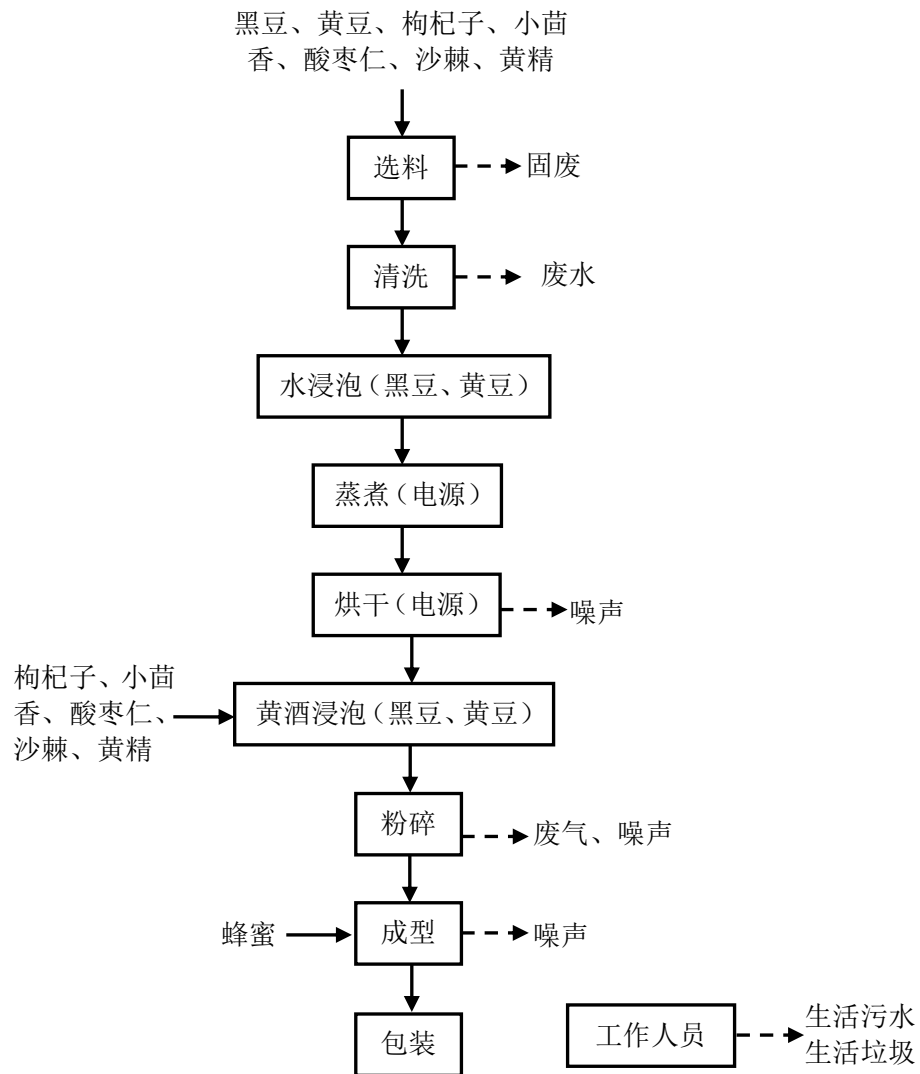 黑豆、黄豆、枸杞子、小茴
香、酸枣仁、沙棘、黄精
选料
固废
清洗
废水
水浸泡（黑豆、黄豆）
蒸煮（电源）
烘干（电源）
噪声
枸杞子、小茴
香、酸枣仁、
沙棘、黄精
黄酒浸泡（黑豆、黄豆）
粉碎
废气、噪声
蜂蜜
成型
噪声
包装
工作人员
生活污水
生活垃圾